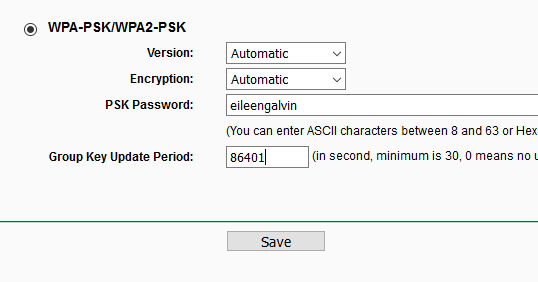 WPA-PSK/WPA2-PSK
Version: Automatic
Encryption: Automatic
PSK Password: eileengalvin
(You can enter ASCII characters between 8 and 63 or Hex
Group Key Update Period: 86401 (in second, minimum is 30, 0 means no u
Save